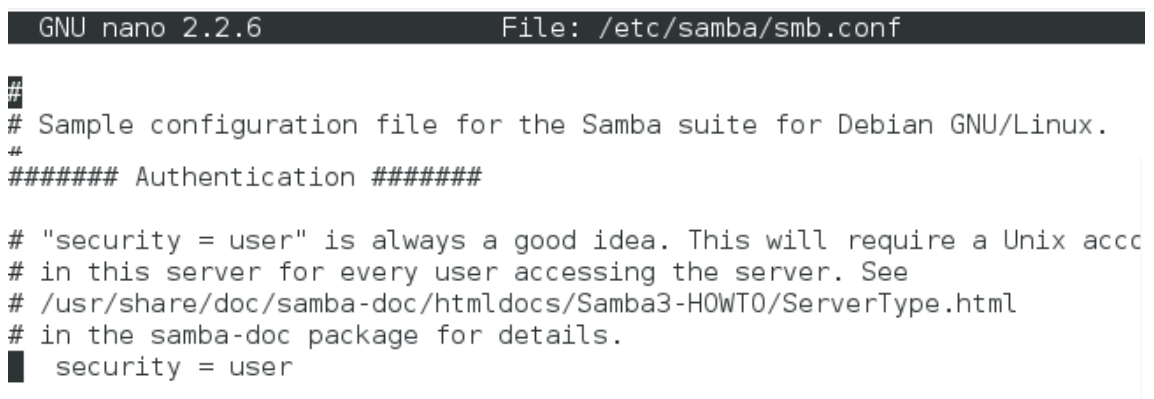 GNU nano 2.2.6 File: /etc/samba/smb.conf
#
# Sample configuration file for the Samba suite for Debian GNU/Linux.
#
####### Authentication #######
# "security = user" is always a good idea. This will require a Unix acco
# in this server for every user accessing the server. See
# /usr/share/doc/samba-doc/htmldocs/Samba3-HOWTO/ServerType.html
# in the samba-doc package for details.
security = user